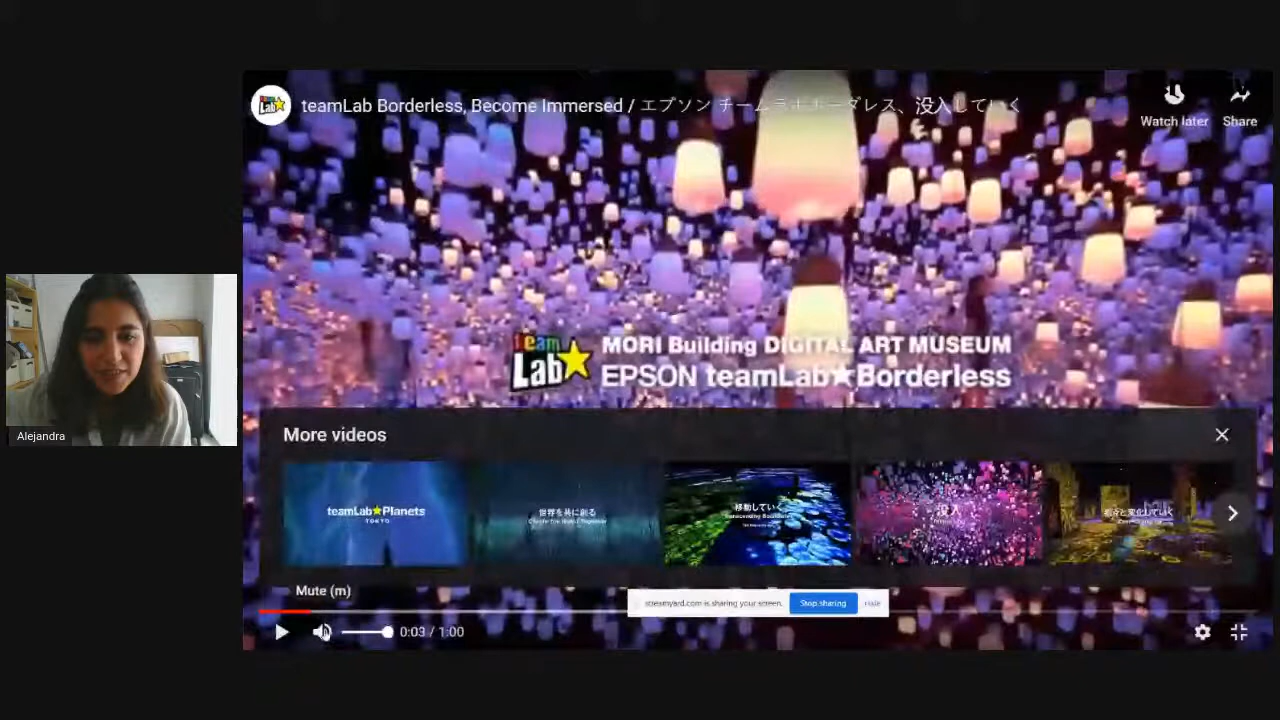 teamLab Borderless, Become Immersed / エプソン チームラボボーダレス、没入していく
Watch later
Share
team
Lab
MORI Building DIGITAL ART MUSEUM
EPSON teamLab★Borderless
Alejandra
More videos
teamLab★Planets
TOKYO
世界を共に創る
移動していく
没入
Mute (m)
streamyard.com is sharing your screen.
Stop sharing
Hide
0:03 / 1:00